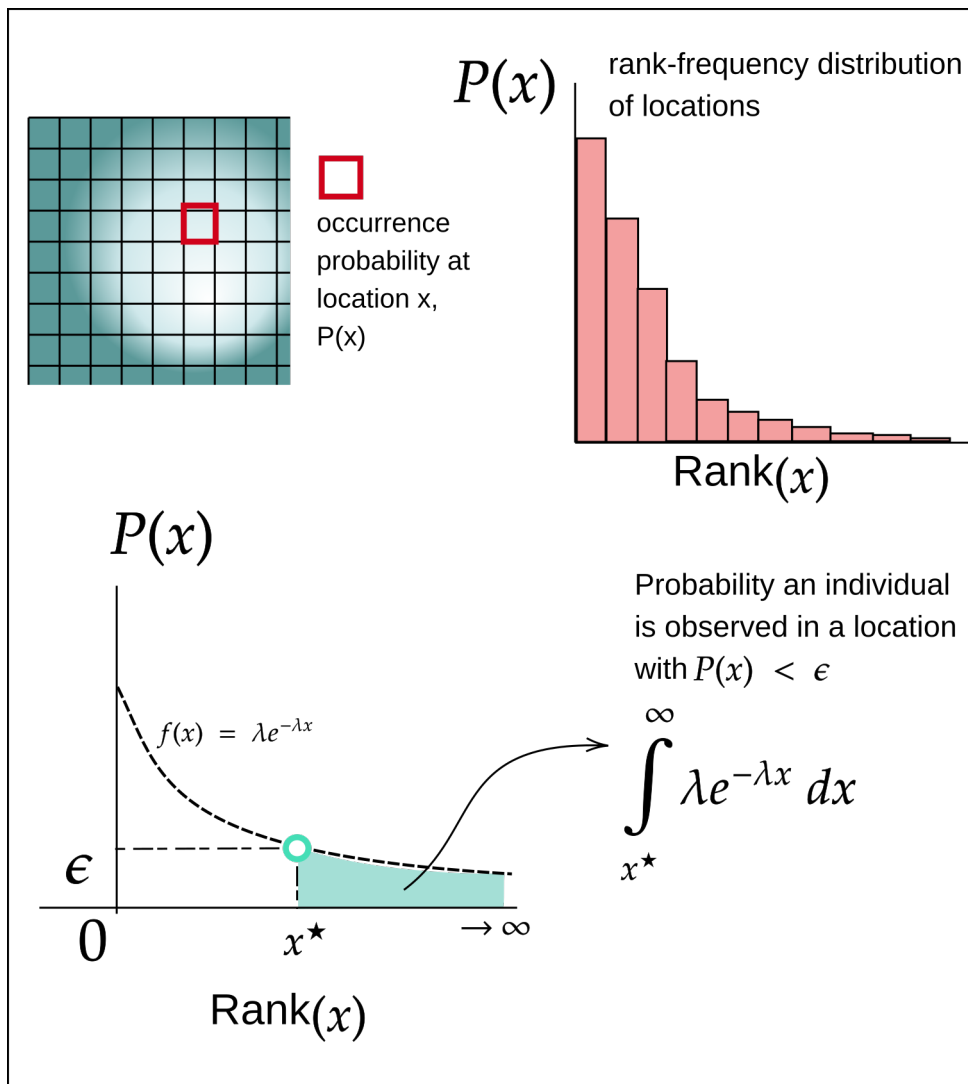 P(x)
rank-frequency distribution
of locations
occurrence
probability at
location x,
P(x)
Rank(x)
P(x)
f(x) = λe^{−λx}
ϵ
0
x^★
→ ∞
Rank(x)
Probability an individual
is observed in a location
with P(x) < ϵ
∞
∫ λe^{−λx} dx
x^★